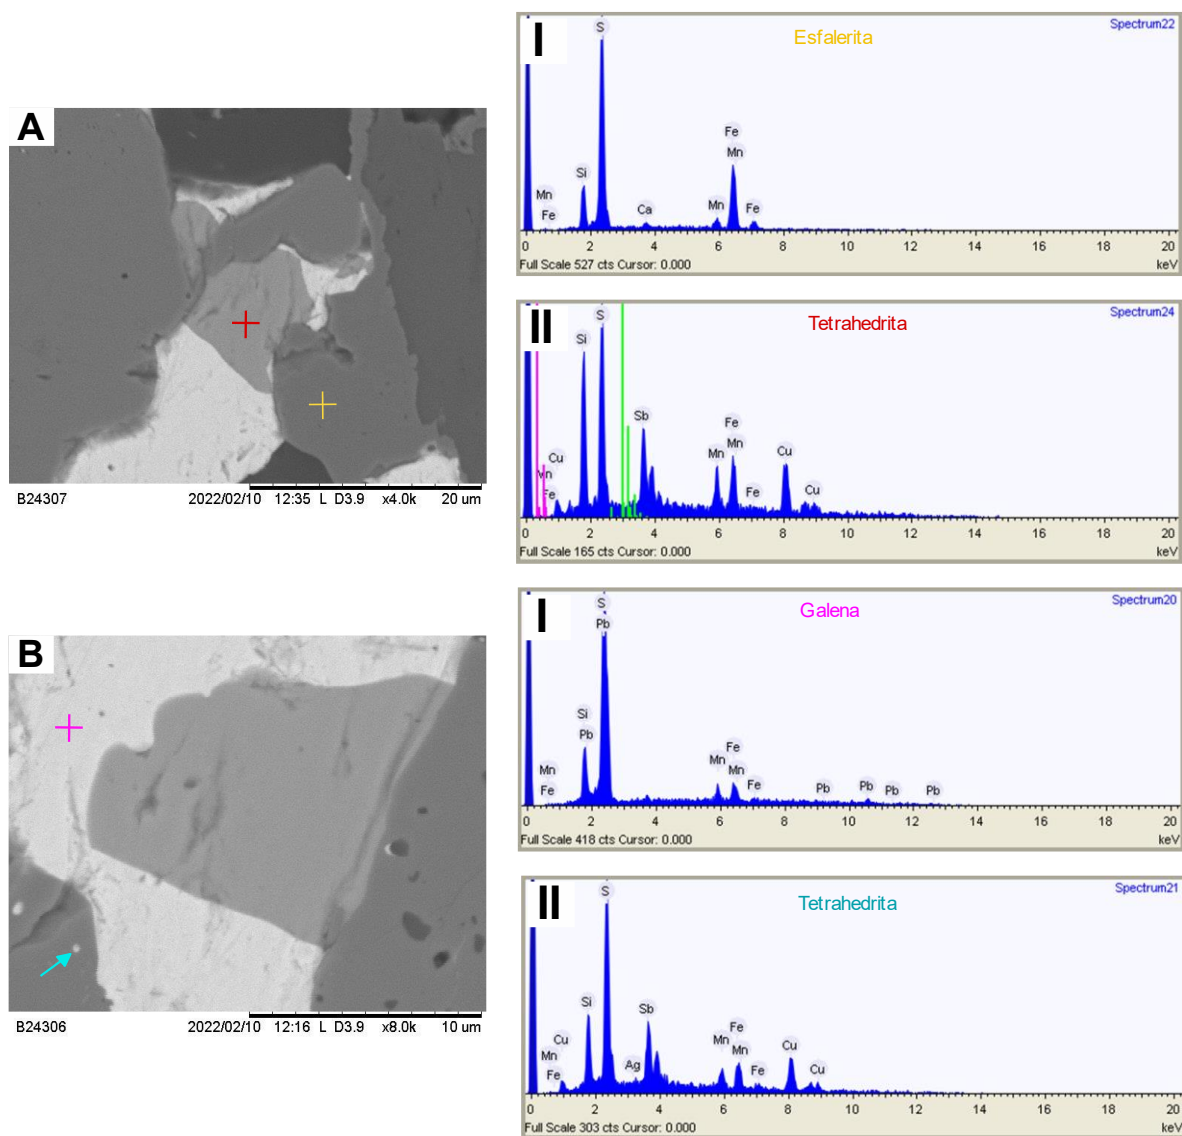 A
B24307 2022/02/10 12:35 L D3.9 x4.0k 20 um
I
Esfalerita
Spectrum22
S
Fe
Mn
Si
Mn
Fe
Ca
Mn
Fe
0 2 4 6 8 10 12 14 16 18 20
Full Scale 527 cts Cursor: 0.000 keV
II
Tetrahedrita
Spectrum24
S
Si
Sb
Fe
Mn
Mn
Cu
Cu
Fe
Fe
Cu
0 2 4 6 8 10 12 14 16 18 20
Full Scale 165 cts Cursor: 0.000 keV
B
B24306 2022/02/10 12:16 L D3.9 x8.0k 10 um
I
Galena
Spectrum20
S
Pb
Si
Pb
Mn
Fe
Mn
Fe
Mn
Fe
Pb
Pb
Pb
Pb
0 2 4 6 8 10 12 14 16 18 20
Full Scale 418 cts Cursor: 0.000 keV
II
Tetrahedrita
Spectrum21
S
Si
Sb
Cu
Mn
Fe
Ag
Mn
Fe
Mn
Fe
Cu
Cu
0 2 4 6 8 10 12 14 16 18 20
Full Scale 303 cts Cursor: 0.000 keV